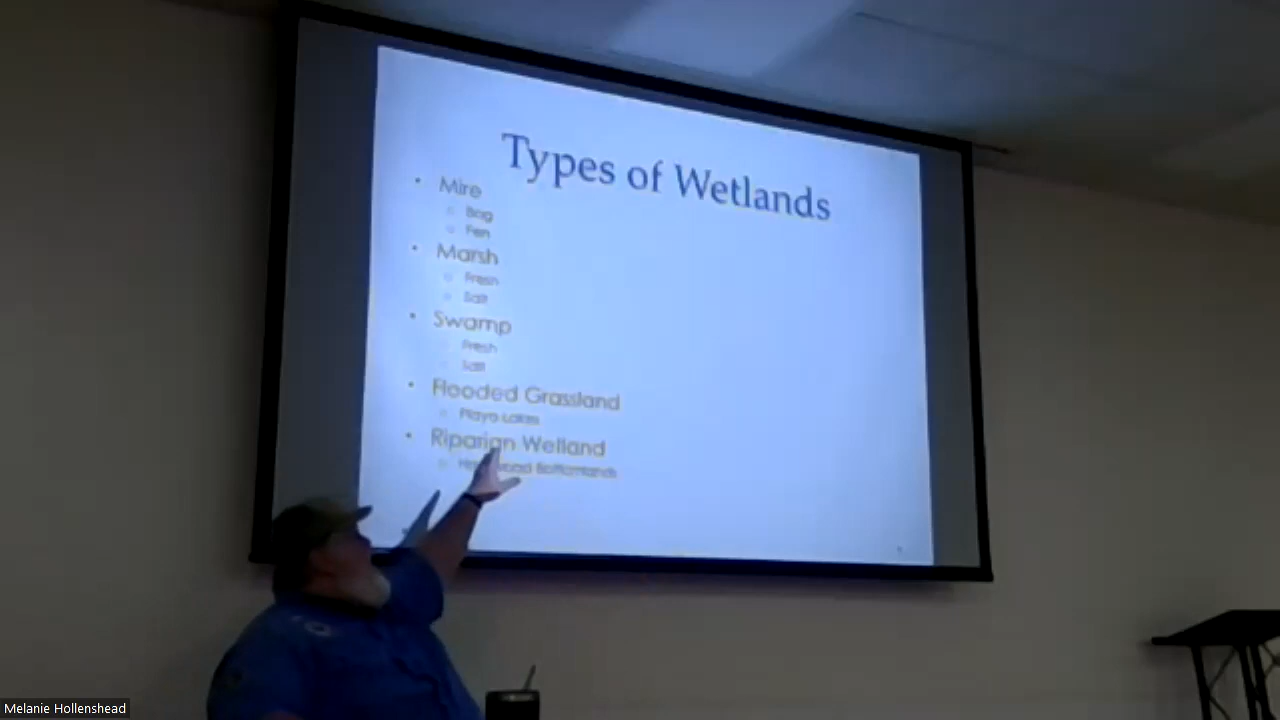 Types of Wetlands
• Mire
○ Bog
○ Fen
• Marsh
○ Fresh
○ Salt
• Swamp
Fresh
Salt
• Flooded Grassland
○ Playa Lakes
• Riparian Wetland
○ Bottomlands
Melanie Hollenshead